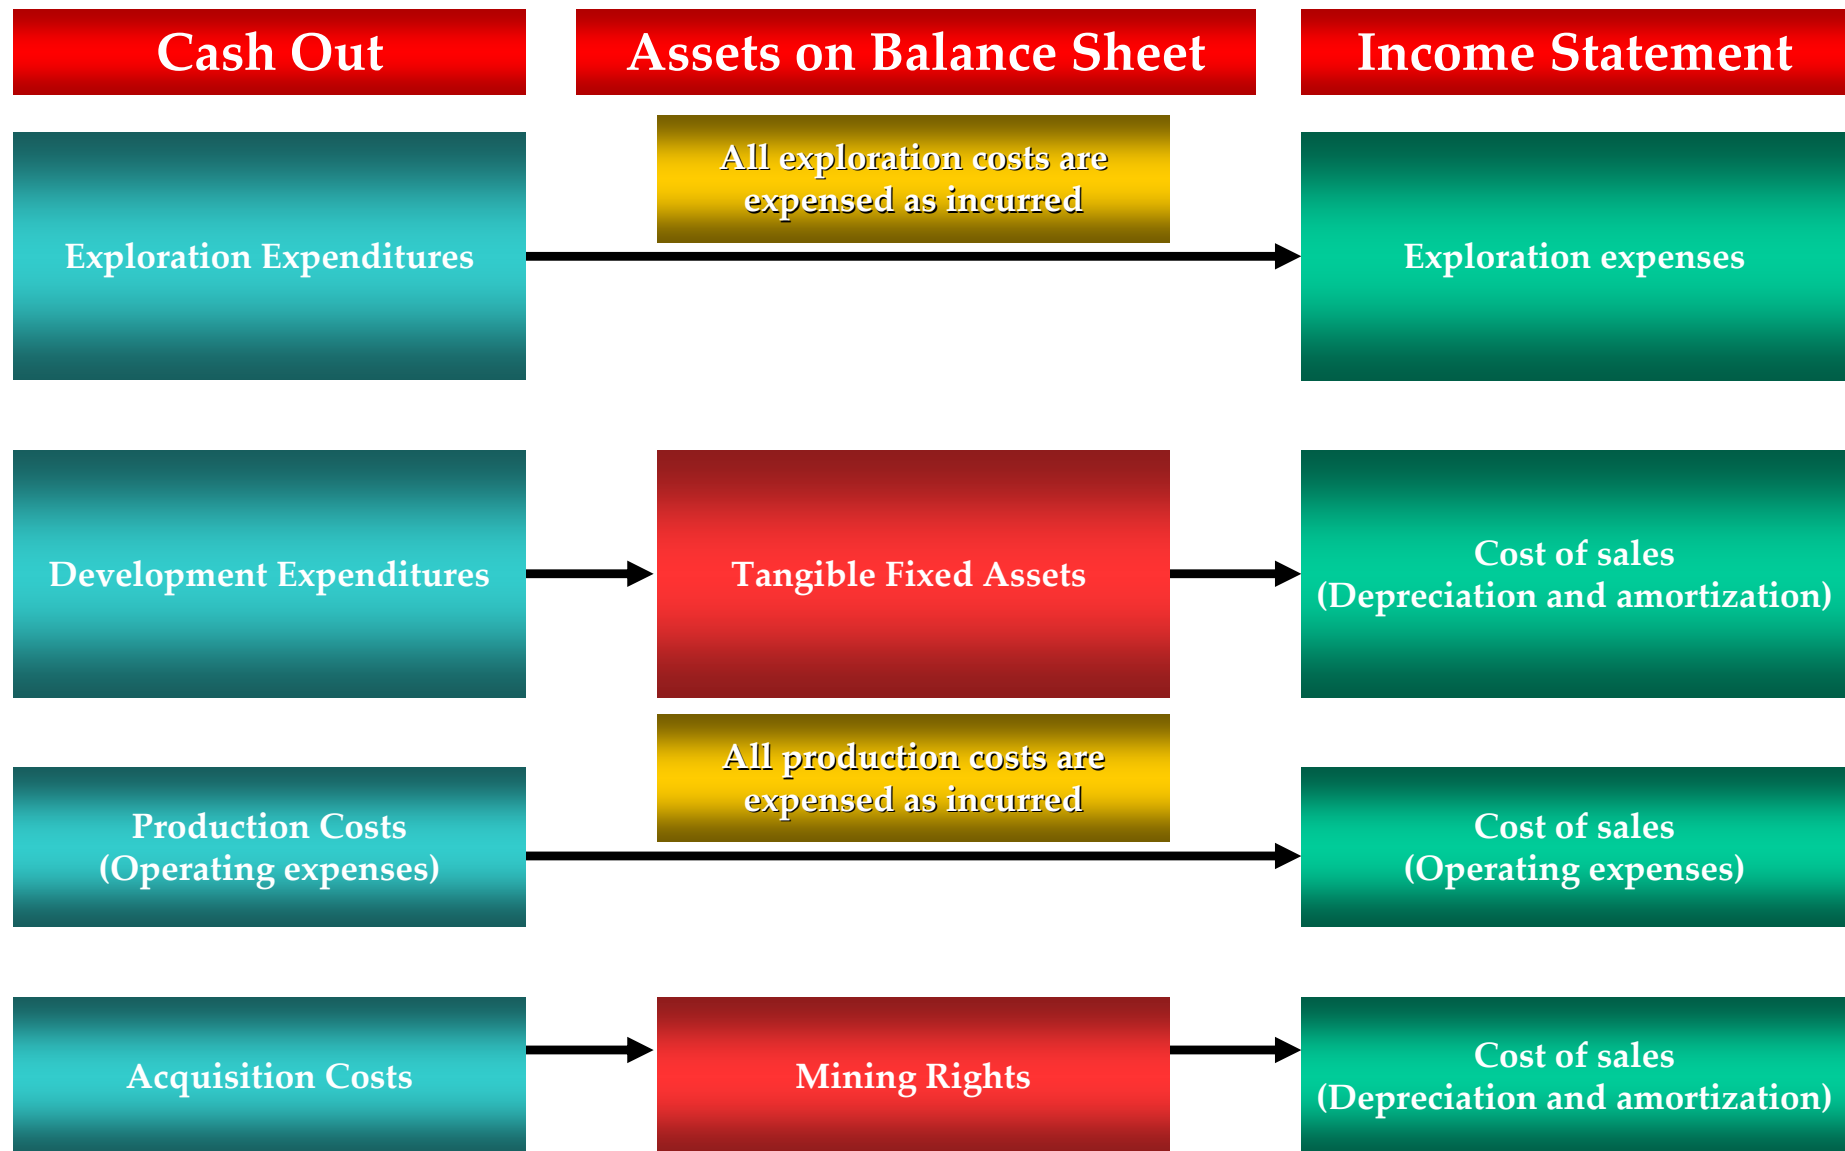 Cash Out
Assets on Balance Sheet
Income Statement
All exploration costs are
expensed as incurred
Exploration Expenditures
Exploration expenses
Development Expenditures
Tangible Fixed Assets
Cost of sales
(Depreciation and amortization)
All production costs are
expensed as incurred
Production Costs
(Operating expenses)
Cost of sales
(Operating expenses)
Acquisition Costs
Mining Rights
Cost of sales
(Depreciation and amortization)